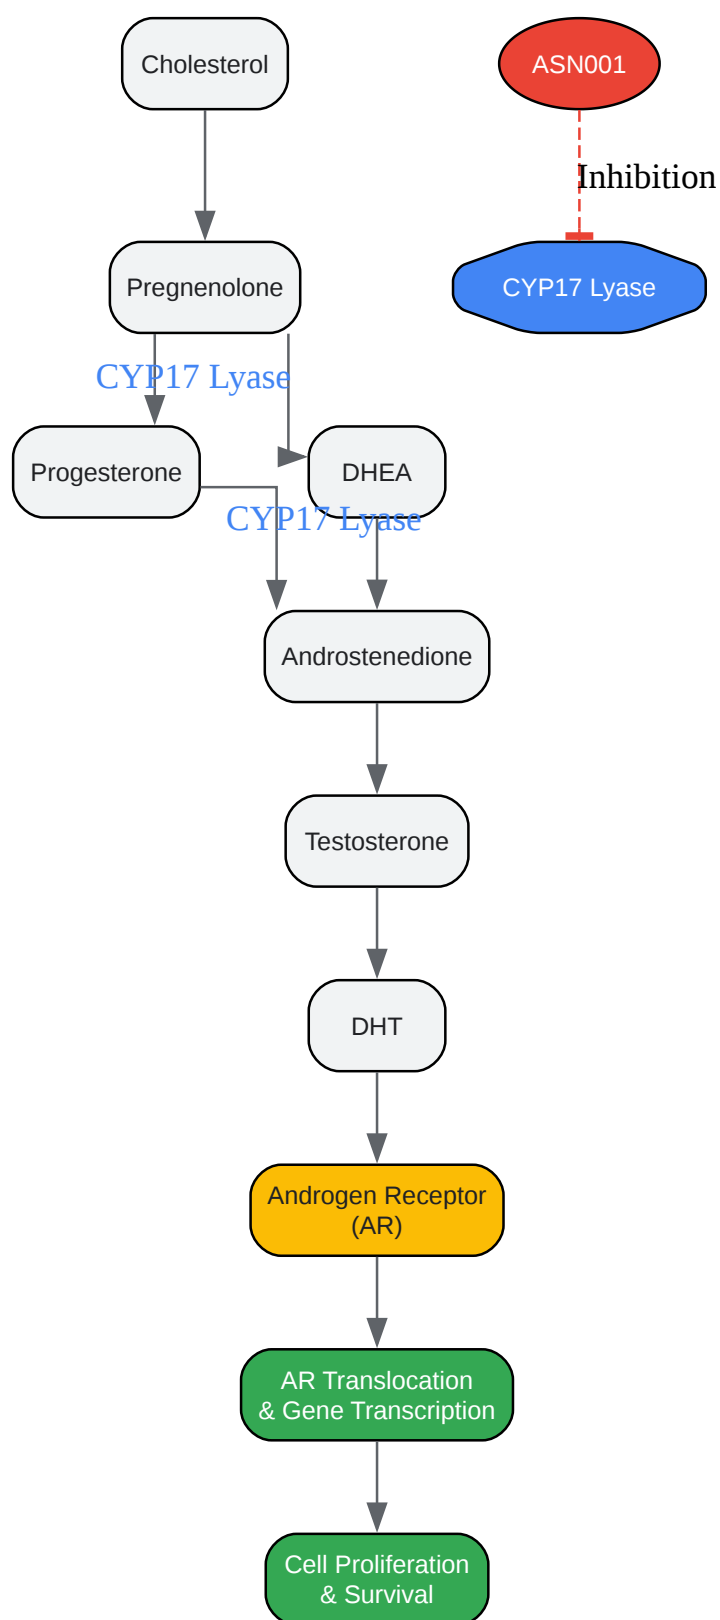 Cholesterol
ASN001
Inhibition
Pregnenolone
CYP17 Lyase
CYP17 Lyase
Progesterone
DHEA
CYP17 Lyase
Androstenedione
Testosterone
DHT
Androgen Receptor
(AR)
AR Translocation
& Gene Transcription
Cell Proliferation
& Survival